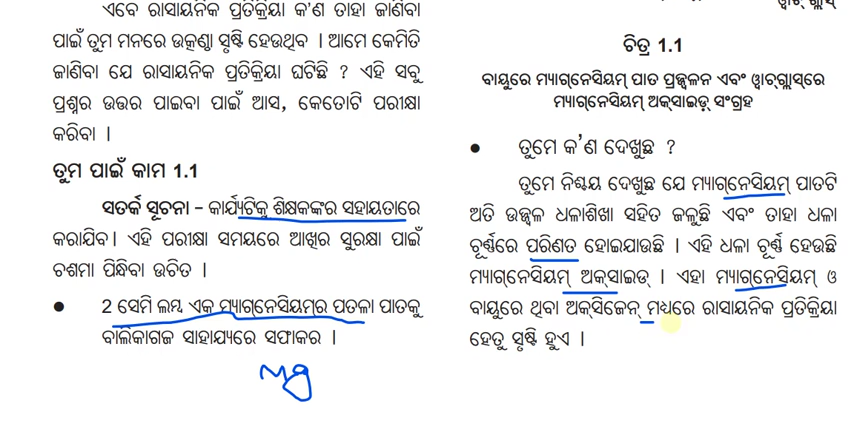 ଏବେ ରାସାୟନିକ ପ୍ରତିକ୍ରିୟା କ'ଣ ତାହା ଜାଣିବା
ପାଇଁ ତୁମ ମନରେ ଉତ୍କଣ୍ଠା ସୃଷ୍ଟି ହେଉଥିବ । ଆମେ କେମିତି
ଜାଣିବା ଯେ ରାସାୟନିକ ପ୍ରତିକ୍ରିୟା ଘଟିଛି ? ଏହି ସବୁ
ପ୍ରଶ୍ନର ଉତ୍ତର ପାଇବା ପାଇଁ ଆସ, କେତୋଟି ପରୀକ୍ଷା
କରିବା ।
ତୁମ ପାଇଁ କାମ 1.1
ସତର୍କ ସୂଚନା – କାର୍ଯ୍ୟଟିକୁ ଶିକ୍ଷକଙ୍କର ସହାୟତାରେ
କରାଯିବ। ଏହି ପରୀକ୍ଷା ସମୟରେ ଆଖିର ସୁରକ୍ଷା ପାଇଁ
ଚଶମା ପିନ୍ଧିବା ଉଚିତ ।
● 2 ସେମି ଲମ୍ବ ଏକ ମ୍ୟାଗ୍‌ନେସିୟମ୍‌ର ପତଳା ପାତକୁ
ବାଲିକାଗଜ ସାହାଯ୍ୟରେ ସଫାକର ।
Mg
ୱାଚ୍ ଗ୍ଲାସ୍
ଚିତ୍ର 1.1
ବାୟୁରେ ମ୍ୟାଗ୍‌ନେସିୟମ୍ ପାତ ପ୍ରଜ୍ୱଳନ ଏବଂ ୱାଚ୍‌ଗ୍ଲାସ୍‌ରେ
ମ୍ୟାଗ୍‌ନେସିୟମ୍ ଅକ୍‌ସାଇଡ଼୍ ସଂଗ୍ରହ
● ତୁମେ କ'ଣ ଦେଖୁଛ ?
ତୁମେ ନିଶ୍ଚୟ ଦେଖୁଛ ଯେ ମ୍ୟାଗ୍‌ନେସିୟମ୍ ପାତଟି
ଅତି ଉଜ୍ଜ୍ୱଳ ଧଳାଶିଖା ସହିତ ଜଳୁଛି ଏବଂ ତାହା ଧଳା
ଚୂର୍ଣ୍ଣରେ ପରିଣତ ହୋଇଯାଉଛି । ଏହି ଧଳା ଚୂର୍ଣ୍ଣ ହେଉଛି
ମ୍ୟାଗ୍‌ନେସିୟମ୍ ଅକ୍‌ସାଇଡ୍ । ଏହା ମ୍ୟାଗ୍‌ନେସିୟମ୍ ଓ
ବାୟୁରେ ଥିବା ଅକ୍‌ସିଜେନ୍ ମଧ୍ୟରେ ରାସାୟନିକ ପ୍ରତିକ୍ରିୟା
ହେତୁ ସୃଷ୍ଟି ହୁଏ ।